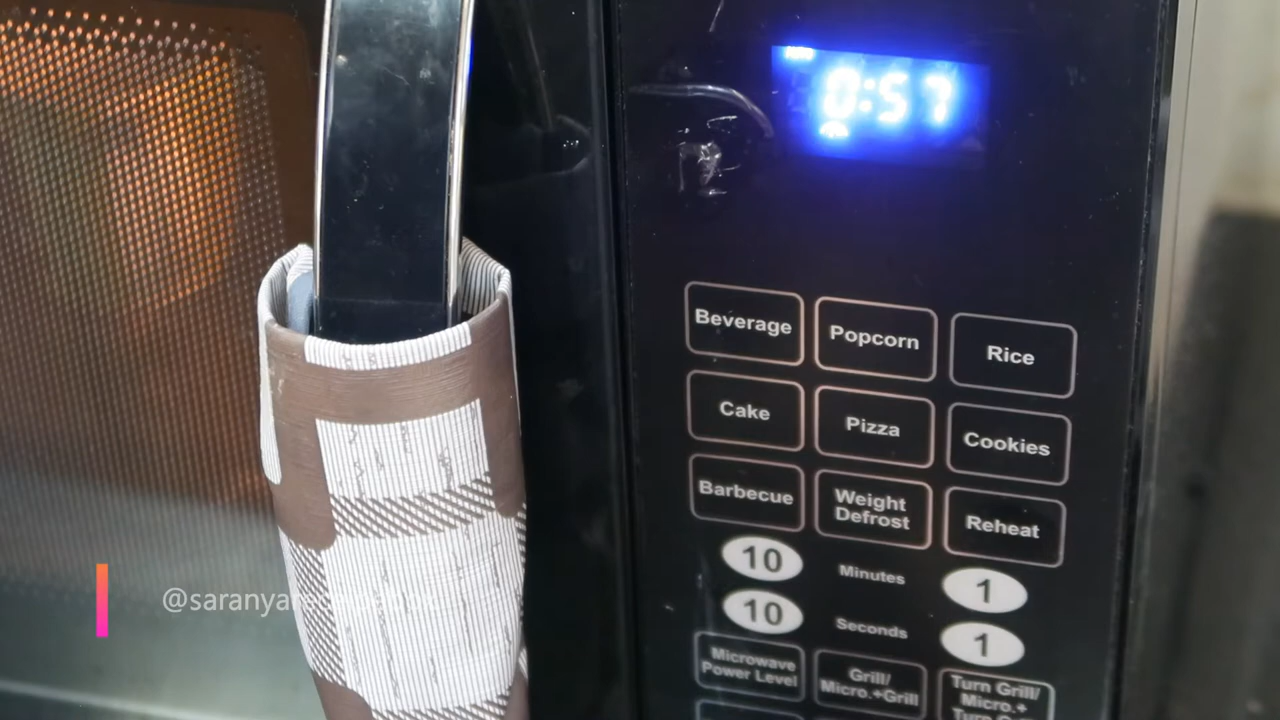 0:57
Beverage
Popcorn
Rice
Cake
Pizza
Cookies
Barbecue
Weight
Defrost
Reheat
10
Minutes
1
10
Seconds
1
Microwave
Power Level
Grill/
Micro.+Grill
Turn Grill/
Micro.+